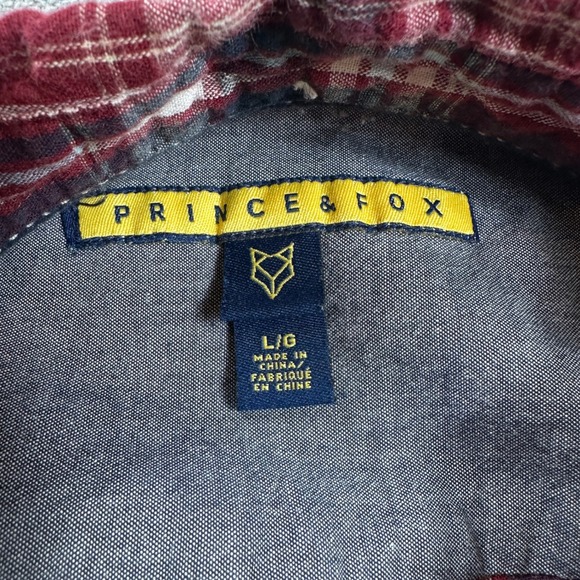 PRINCE & FOX
L/G
MADE IN
CHINA/
FABRIQUÉ
EN CHINE